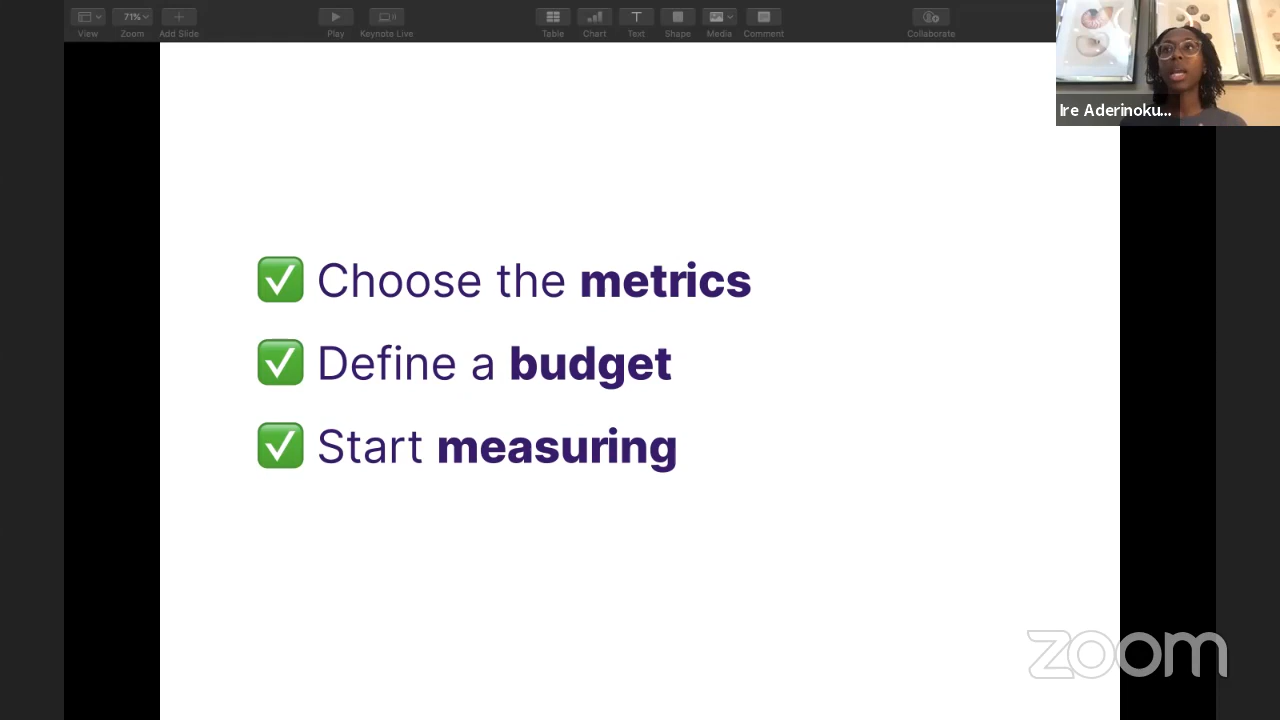 71%
View
Zoom
Add Slide
Play
Keynote Live
Table
Chart
Text
Shape
Media
Comment
Collaborate
Ire Aderinoku...
Choose the metrics
Define a budget
Start measuring
zoom